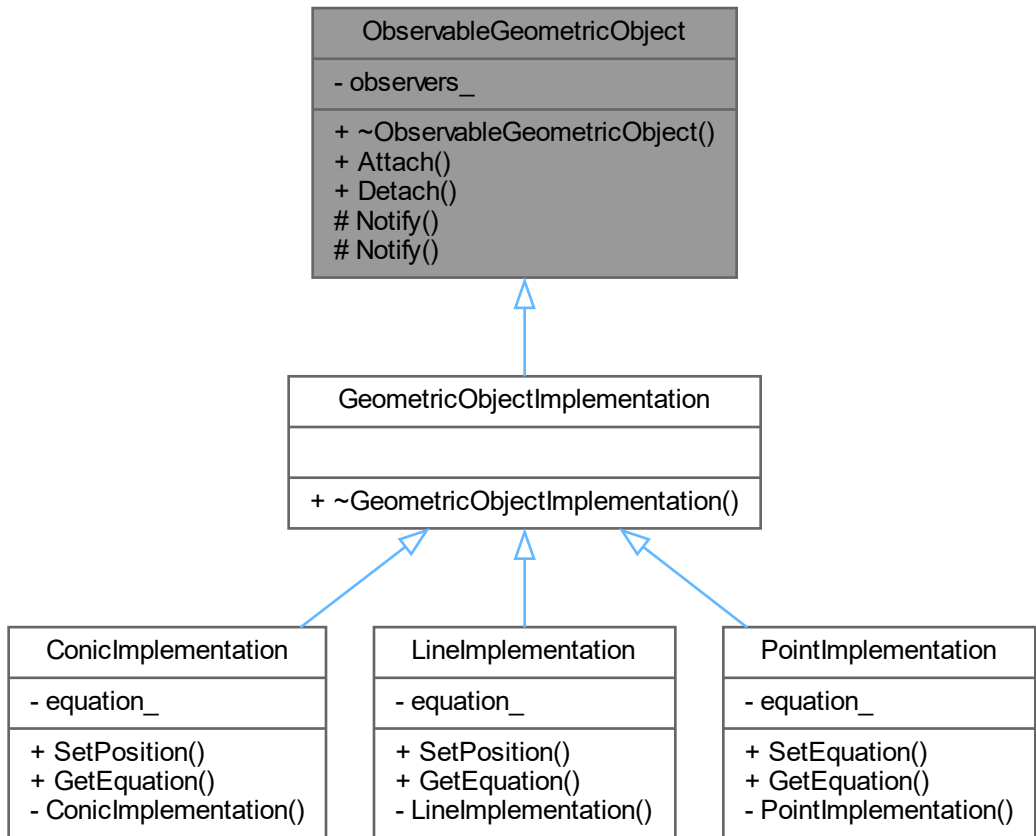 ObservableGeometricObject
- observers_
+ ~ObservableGeometricObject()
+ Attach()
+ Detach()
# Notify()
# Notify()
GeometricObjectImplementation
+ ~GeometricObjectImplementation()
ConicImplementation
- equation_
+ SetPosition()
+ GetEquation()
- ConicImplementation()
LineImplementation
- equation_
+ SetPosition()
+ GetEquation()
- LineImplementation()
PointImplementation
- equation_
+ SetEquation()
+ GetEquation()
- PointImplementation()